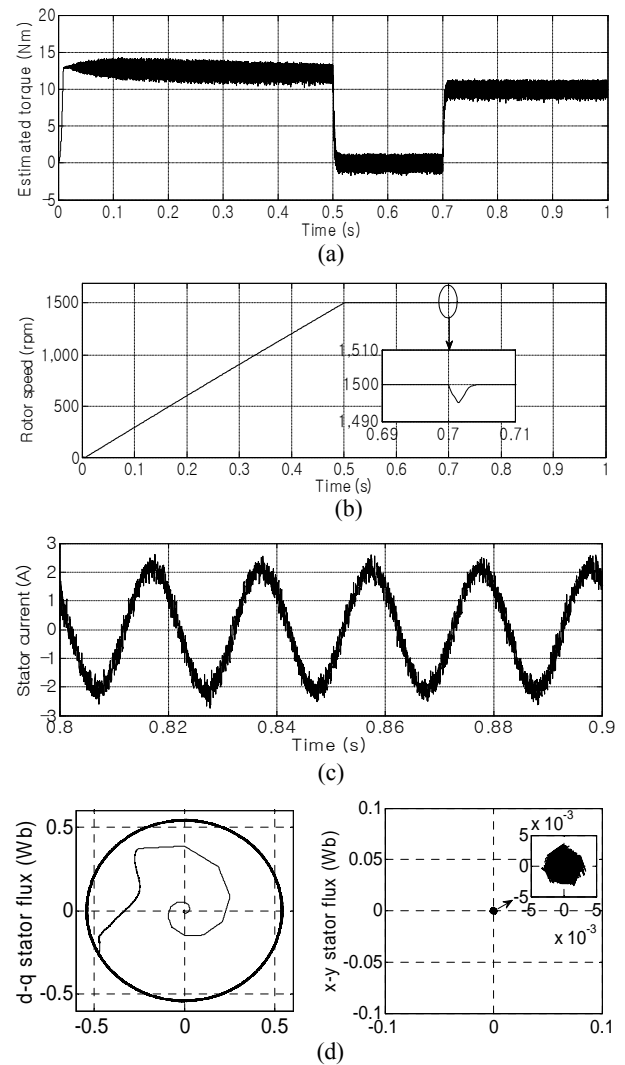 20
15
10
5
0
-5
Estimated torque (Nm)
0 0.1 0.2 0.3 0.4 0.5 0.6 0.7 0.8 0.9 1
Time (s)
(a)
1500
1,000
500
0
Rotor speed (rpm)
1,510
1,500
1,490
0.69 0.7 0.71
0 0.1 0.2 0.3 0.4 0.5 0.6 0.7 0.8 0.9 1
Time (s)
(b)
3
2
1
0
-1
-2
-3
Stator current (A)
0.8 0.82 0.84 0.86 0.88 0.9
Time (s)
(c)
0.5
0
-0.5
d-q stator flux (Wb)
-0.5 0 0.5
0.1
0.05
0
-0.05
-0.1
x-y stator flux (Wb)
x 10-3
5
0
-5
-5 0 5
x 10-3
-0.1 0 0.1
(d)